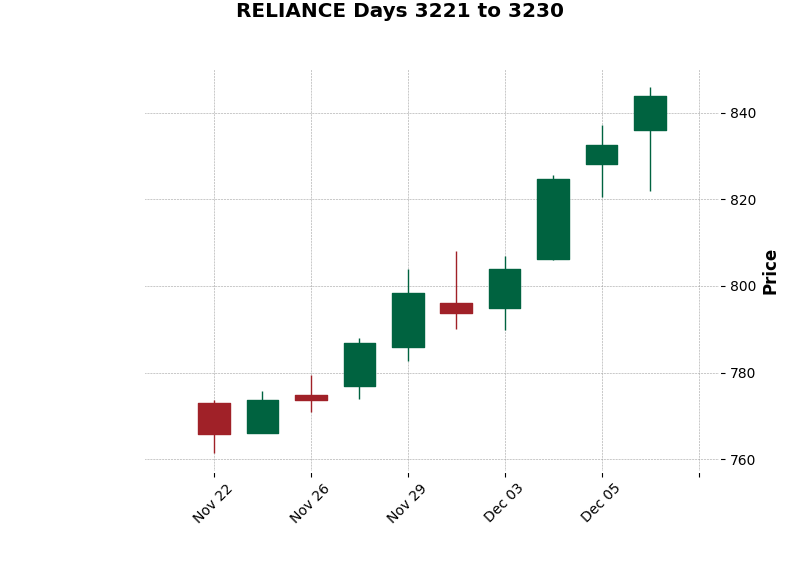 RELIANCE Days 3221 to 3230
840
820
800
780
760
Price
Nov 22
Nov 26
Nov 29
Dec 03
Dec 05